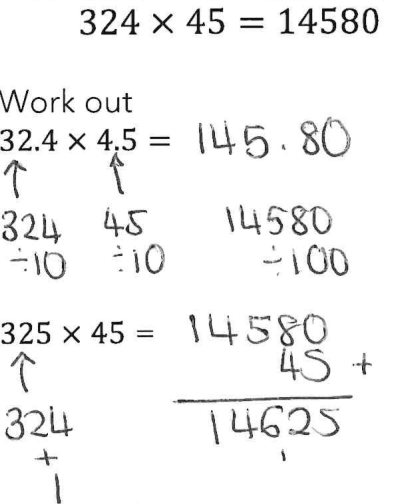 324 × 45 = 14580
Work out
32.4 × 4.5 = 145.80
↑ ↑
324 45 14580
÷10 ÷10 ÷100
325 × 45 = 14580
↑ 45 +
324 14625
+ 1
1